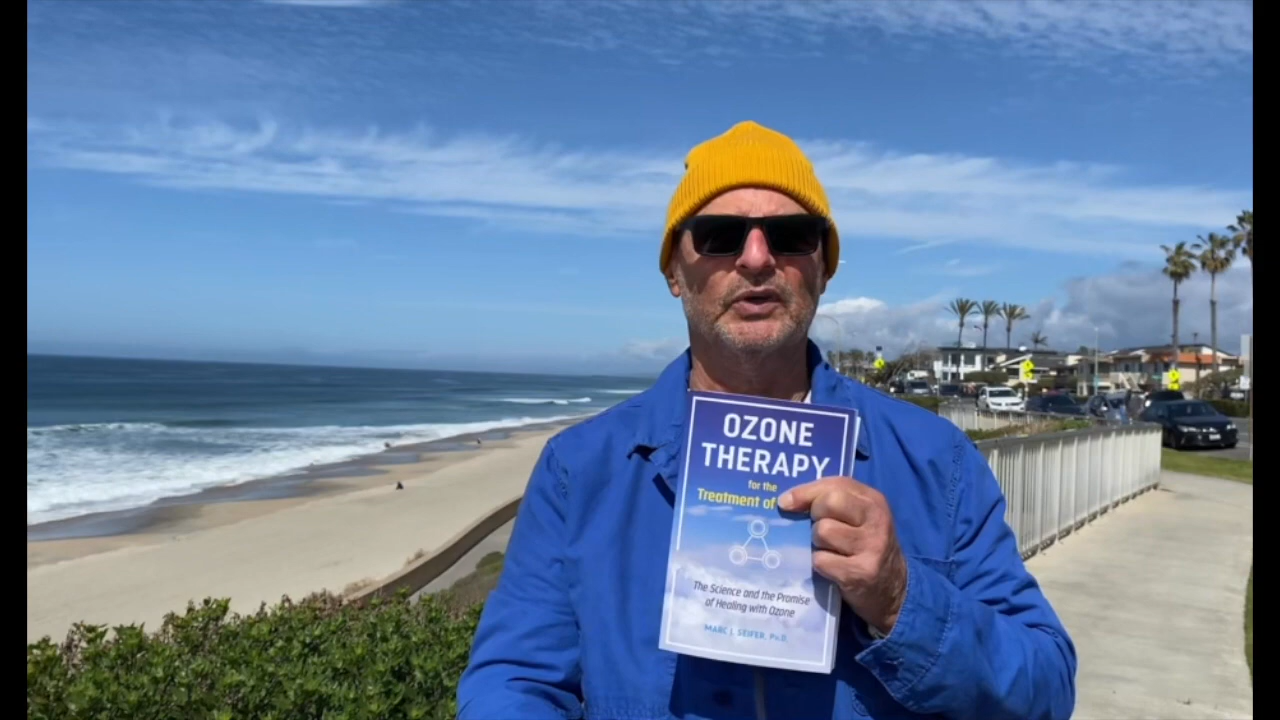 OZONE
THERAPY
for the
Treatment of
The Science and the Promise
of Healing with Ozone
MARC J. SEIFER, Ph.D.